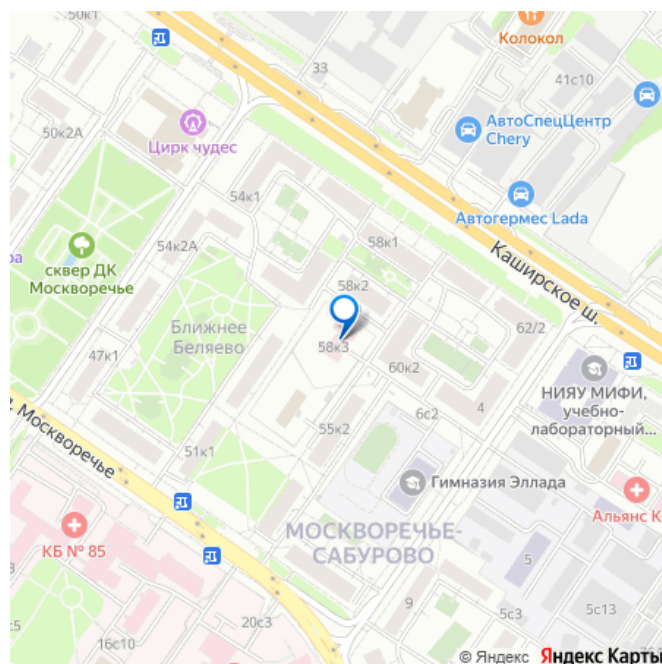 50к1
33
Колокол
41с10
АвтоСпецЦентр
Chery
50к2А
Цирк чудес
54к1
Автогермес Lada
58к1
54к2А
сквер ДК
Москворечье
Каширское ш.
58к2
62/2
Ближнее
Беляево
58к3
47к1
60к2
НИЯУ МИФИ,
учебно-
лабораторный...
6с2
4
Москворечье
55к2
51к1
Гимназия Эллада
Альянс К
КБ № 85
МОСКВОРЕЧЬЕ-
САБУРОВО
5
9
5с3
5с13
20с3
16с10
© Яндекс Яндекс Карты